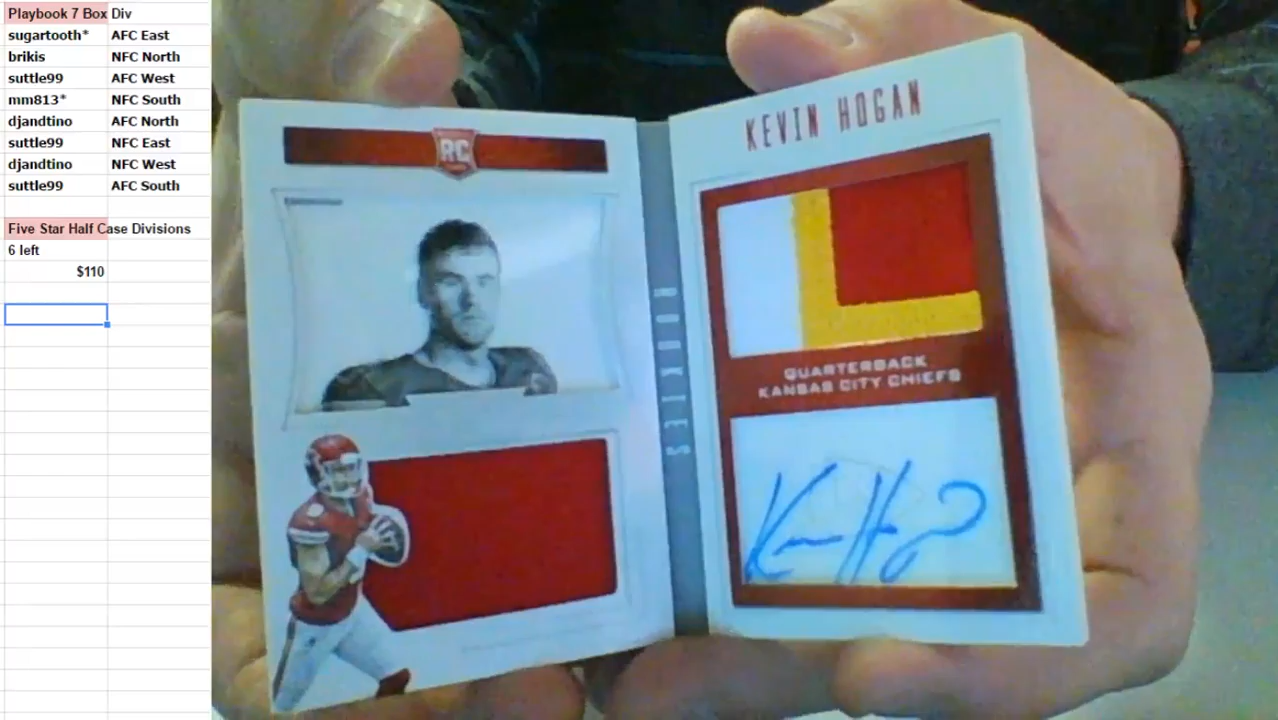 Playbook 7 Box Div
sugartooth* AFC East
brikis NFC North
suttle99 AFC West
mm813* NFC South
djandtino AFC North
suttle99 NFC East
djandtino NFC West
suttle99 AFC South
Five Star Half Case Divisions
6 left
$110
RC
ROOKIES
KEVIN HOGAN
QUARTERBACK
KANSAS CITY CHIEFS